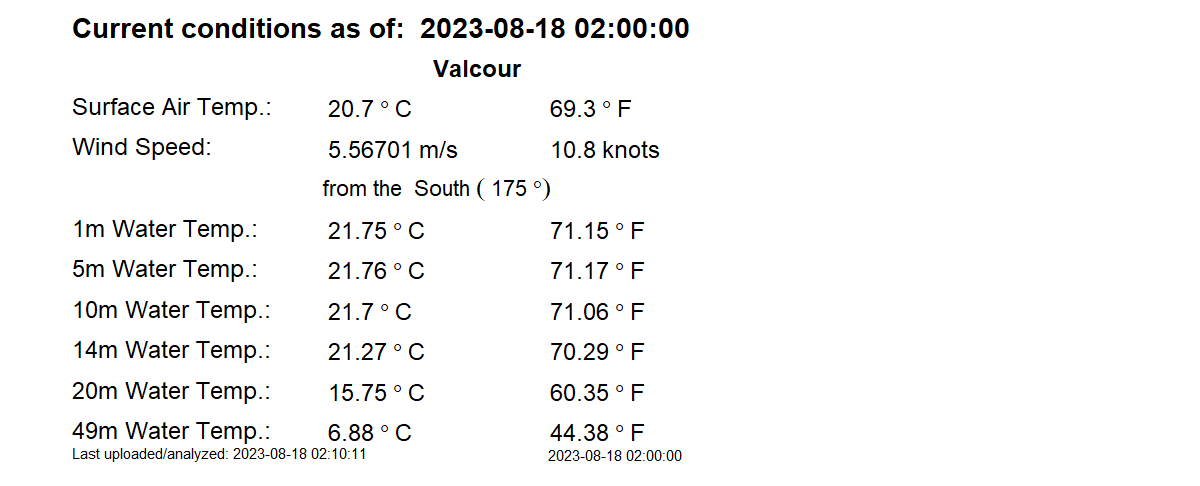 Current conditions as of:  2023-08-18 02:00:00
Valcour
Surface Air Temp.: 20.7 ° C 69.3 ° F
Wind Speed: 5.56701 m/s 10.8 knots
from the  South ( 175 °)
1m Water Temp.: 21.75 ° C 71.15 ° F
5m Water Temp.: 21.76 ° C 71.17 ° F
10m Water Temp.: 21.7 ° C 71.06 ° F
14m Water Temp.: 21.27 ° C 70.29 ° F
20m Water Temp.: 15.75 ° C 60.35 ° F
49m Water Temp.: 6.88 ° C 44.38 ° F
Last uploaded/analyzed: 2023-08-18 02:10:11 2023-08-18 02:00:00